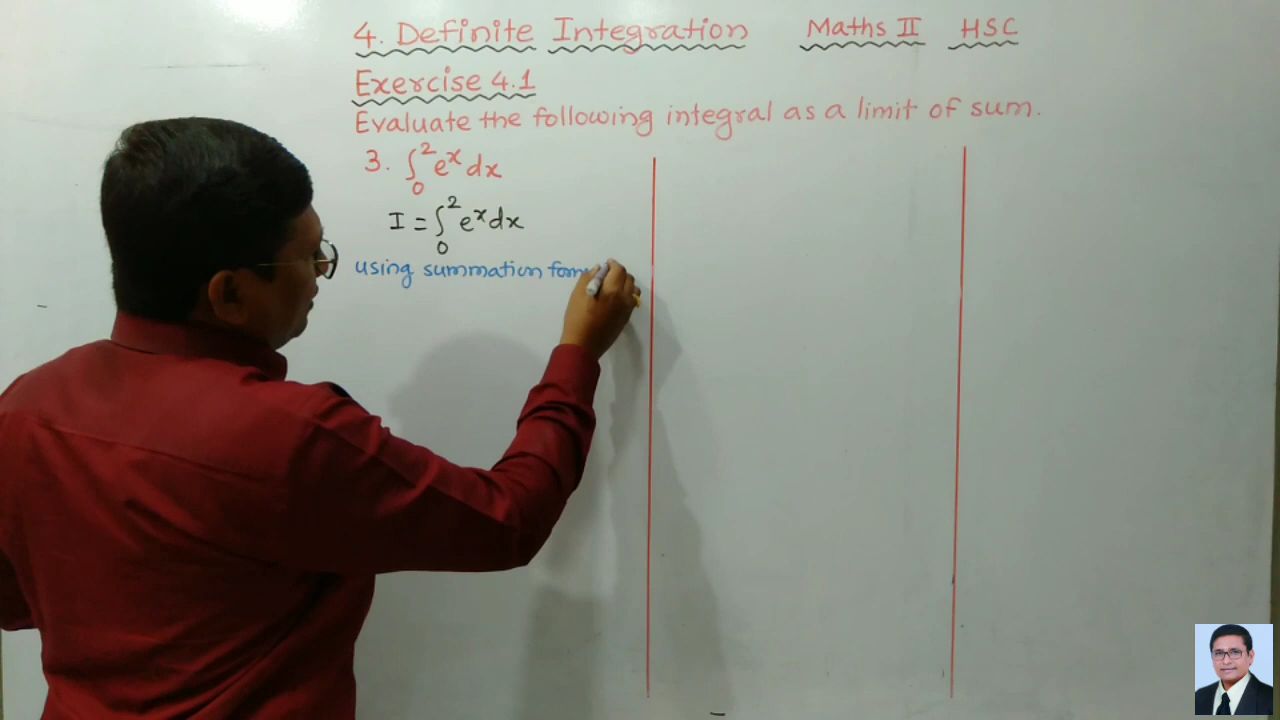 4. Definite Integration Maths II HSC
Exercise 4.1
Evaluate the following integral as a limit of sum.
3. ∫₀² eˣ dx
I = ∫₀² eˣ dx
using summation